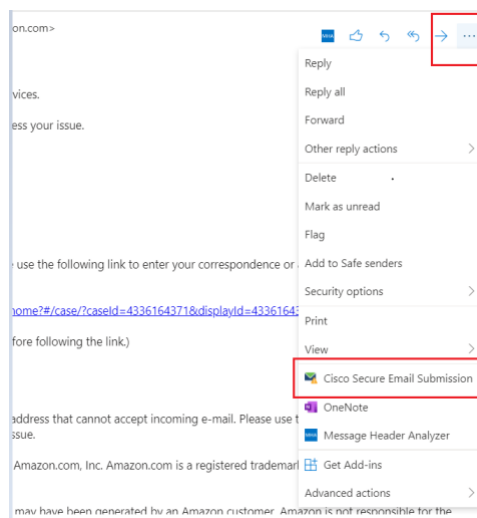 on.com>
...
Reply
vices.
Reply all
ess your issue.
Forward
Other reply actions
Delete
Mark as unread
Flag
use the following link to enter your correspondence or
Add to Safe senders
Security options
home?#/case/?caseId=4336164371&displayId=43361643
Print
fore following the link.)
View
Cisco Secure Email Submission
OneNote
address that cannot accept incoming e-mail. Please use t
ssue.
Message Header Analyzer
Amazon.com, Inc. Amazon.com is a registered trademar
Get Add-ins
Advanced actions
may have been generated by an Amazon customer. Amazon is not responsible for the